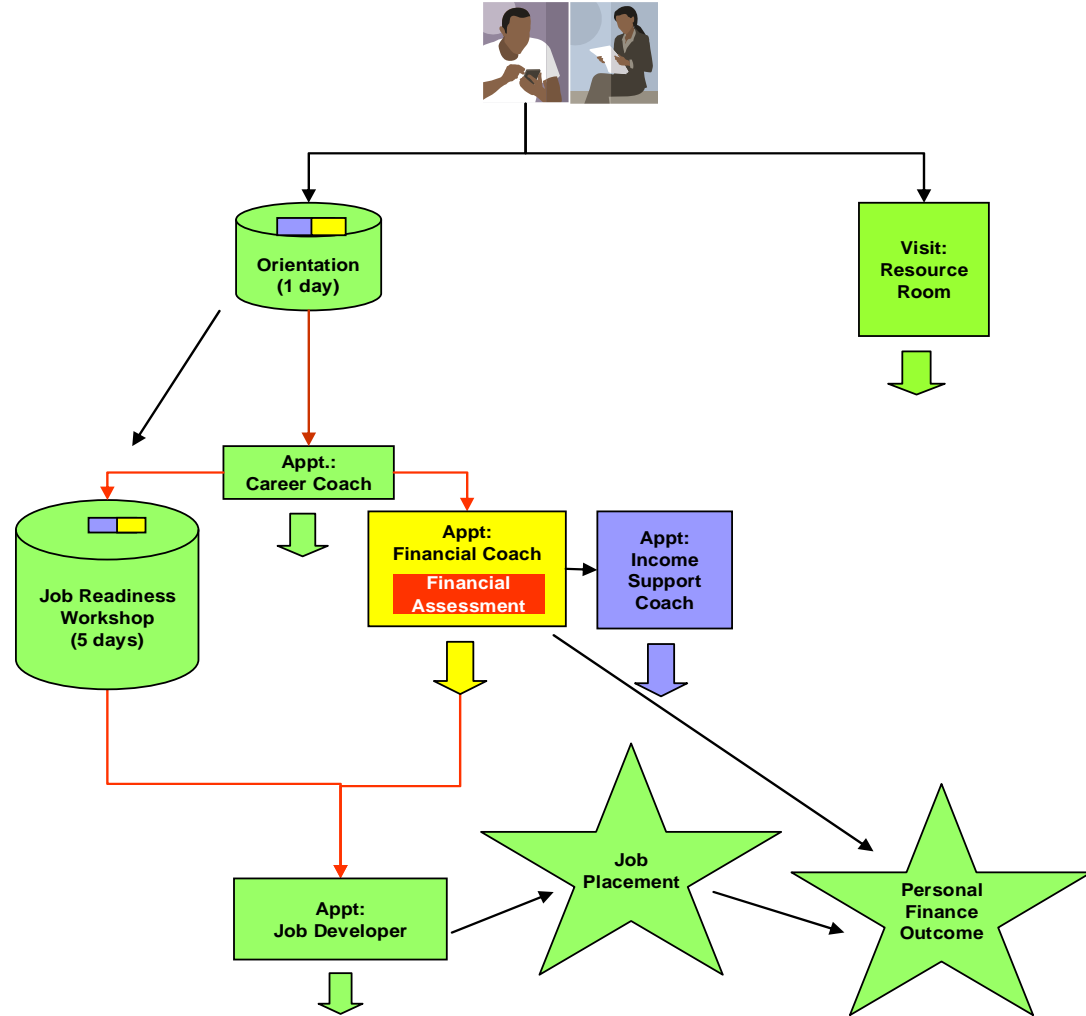 Orientation
(1 day)
Visit:
Resource
Room
Appt.:
Career Coach
Appt:
Financial Coach
Financial
Assessment
Appt:
Income
Support
Coach
Job Readiness
Workshop
(5 days)
Job
Placement
Personal
Finance
Outcome
Appt:
Job Developer